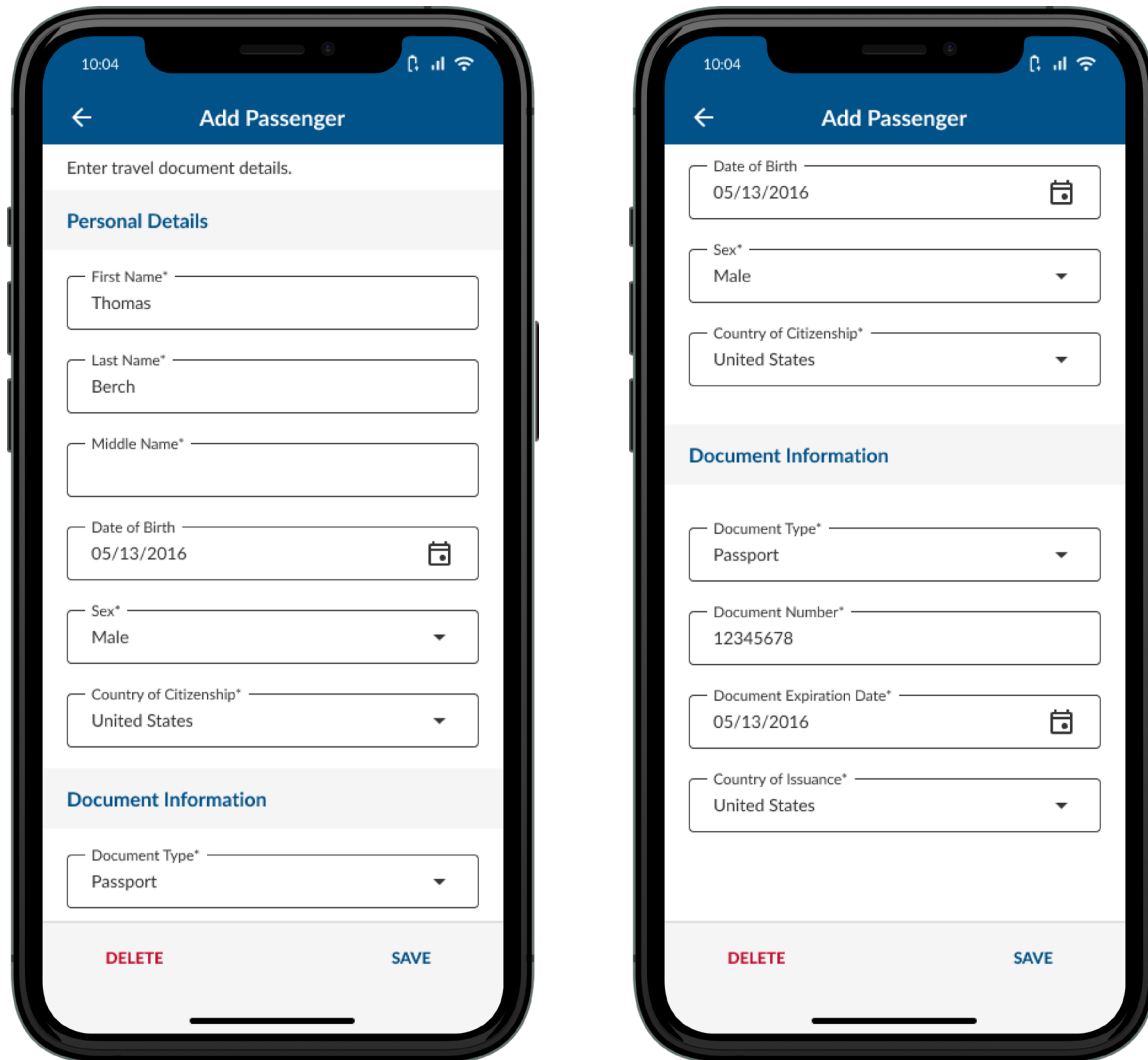 10:04
Add Passenger
Enter travel document details.
Personal Details
First Name*
Thomas
Last Name*
Berch
Middle Name*
Date of Birth
05/13/2016
Sex*
Male
Country of Citizenship*
United States
Document Information
Document Type*
Passport
DELETE SAVE
10:04
Add Passenger
Date of Birth
05/13/2016
Sex*
Male
Country of Citizenship*
United States
Document Information
Document Type*
Passport
Document Number*
12345678
Document Expiration Date*
05/13/2016
Country of Issuance*
United States
DELETE SAVE